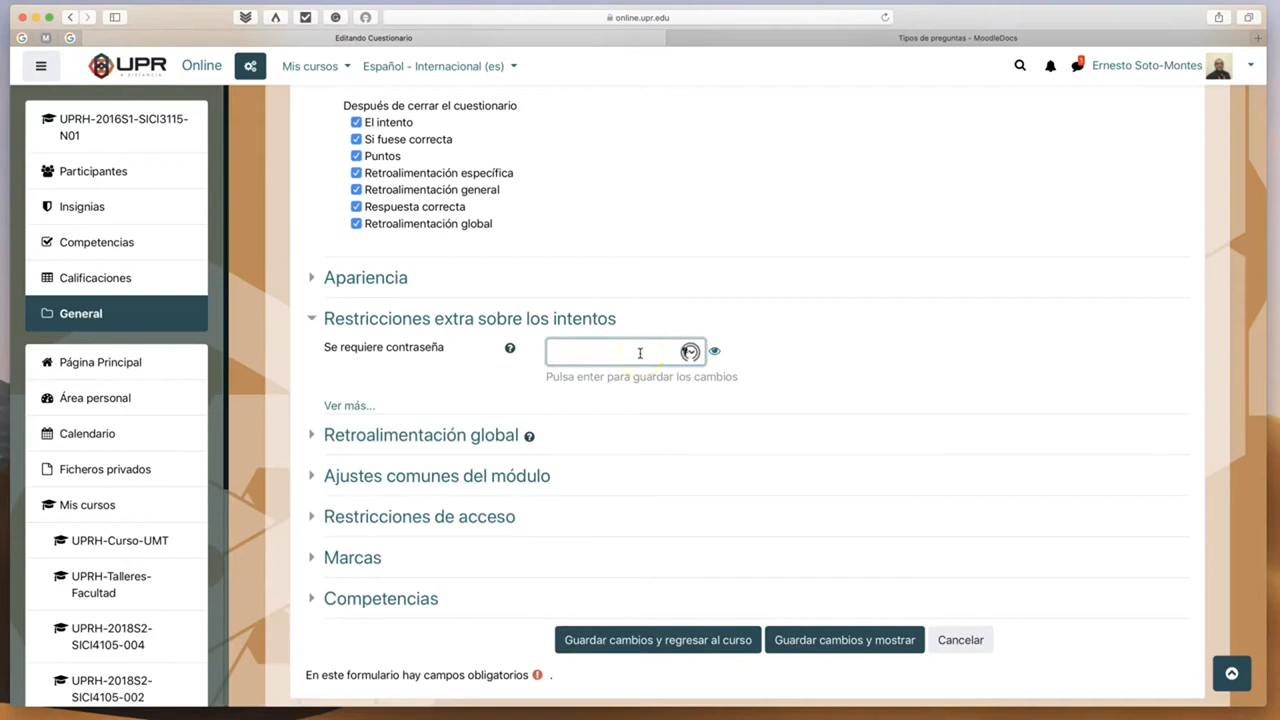 online.upr.edu
Editando Cuestionario
Tipos de preguntas - MoodleDocs
UPR
Online
Mis cursos
Español - Internacional (es)
Ernesto Soto-Montes
UPRH-2016S1-SICI3115-
N01
Participantes
Insignias
Competencias
Calificaciones
General
Página Principal
Área personal
Calendario
Ficheros privados
Mis cursos
UPRH-Curso-UMT
UPRH-Talleres-
Facultad
UPRH-2018S2-
SICI4105-004
UPRH-2018S2-
SICI4105-002
Después de cerrar el cuestionario
El intento
Si fuese correcta
Puntos
Retroalimentación específica
Retroalimentación general
Respuesta correcta
Retroalimentación global
Apariencia
Restricciones extra sobre los intentos
Se requiere contraseña
Pulsa enter para guardar los cambios
Ver más...
Retroalimentación global
Ajustes comunes del módulo
Restricciones de acceso
Marcas
Competencias
Guardar cambios y regresar al curso
Guardar cambios y mostrar
Cancelar
En este formulario hay campos obligatorios .